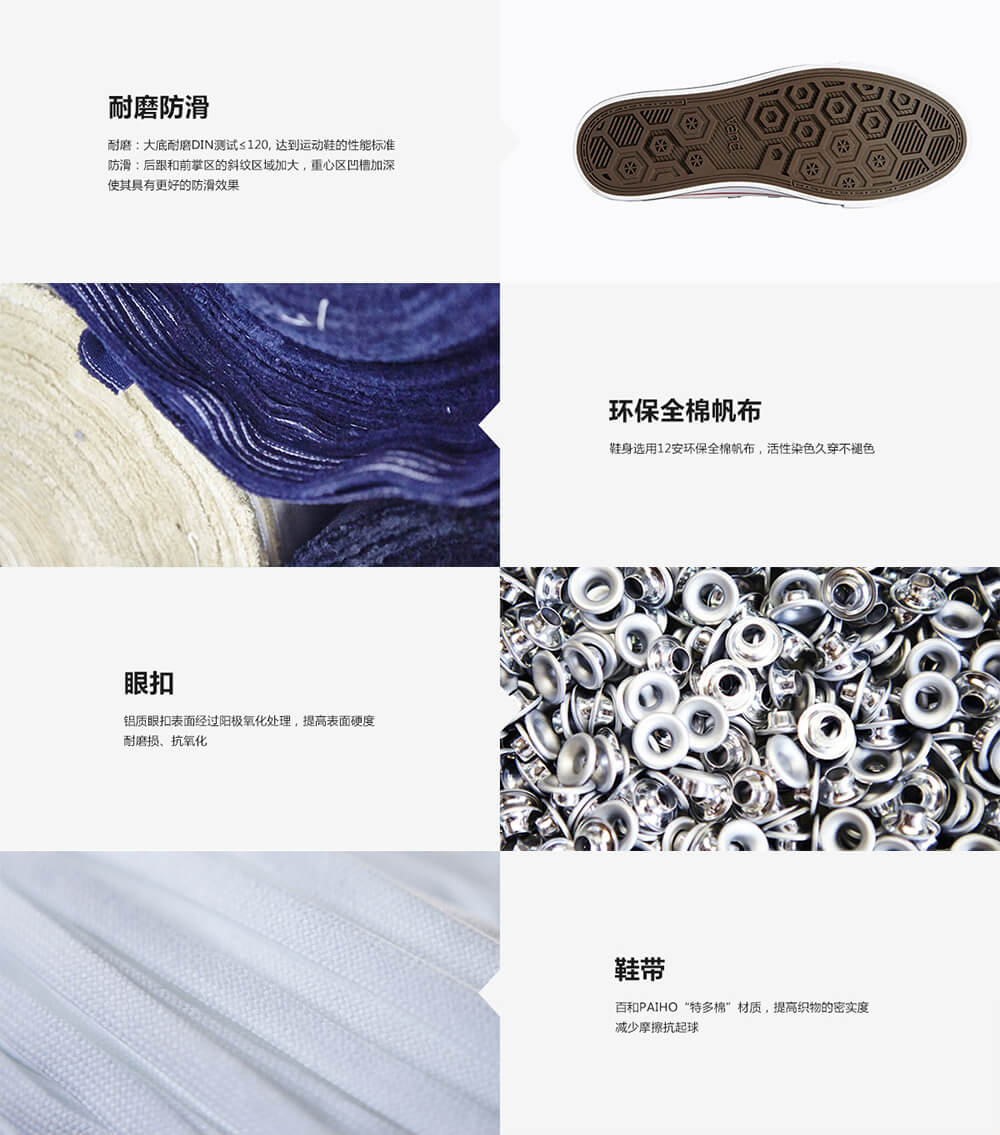 耐磨防滑
耐磨：大底耐磨DIN测试≤120, 达到运动鞋的性能标准
防滑：后跟和前掌区的斜纹区域加大，重心区凹槽加深
使其具有更好的防滑效果
环保全棉帆布
鞋身选用12安环保全棉帆布，活性染色久穿不褪色
眼扣
铝质眼扣表面经过阳极氧化处理，提高表面硬度
耐磨损、抗氧化
鞋带
百和PAIHO“特多棉”材质，提高织物的密实度
减少摩擦抗起球